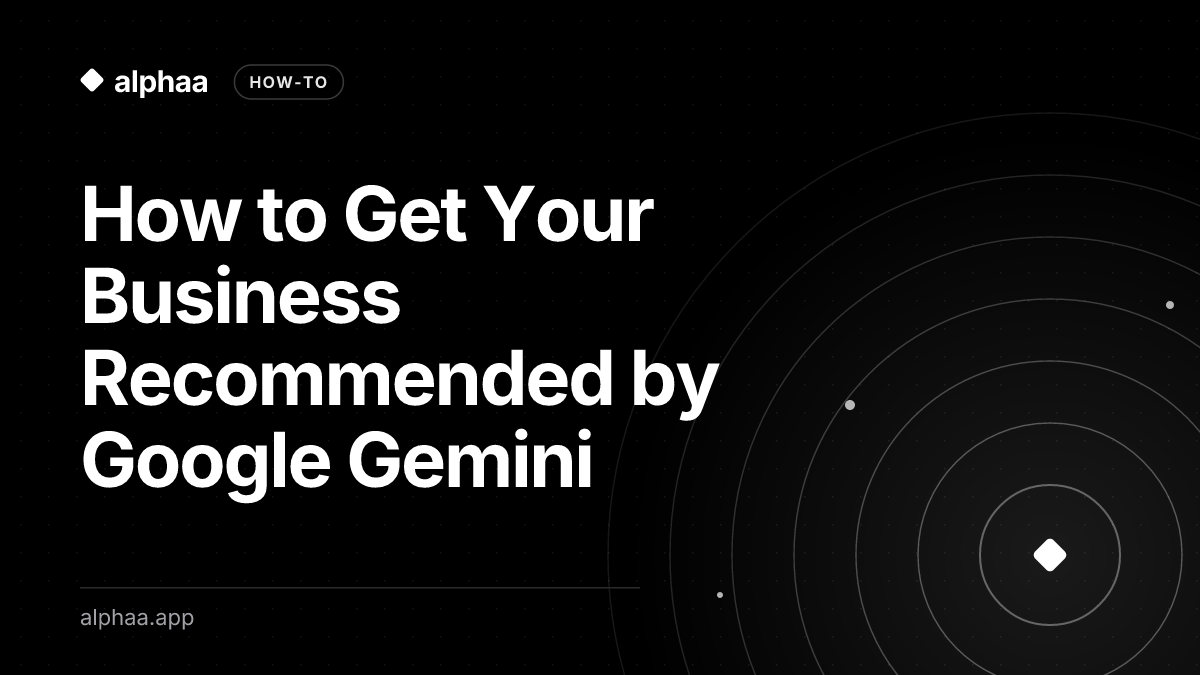 alphaa
HOW-TO
How to Get Your
Business
Recommended by
Google Gemini
alphaa.app